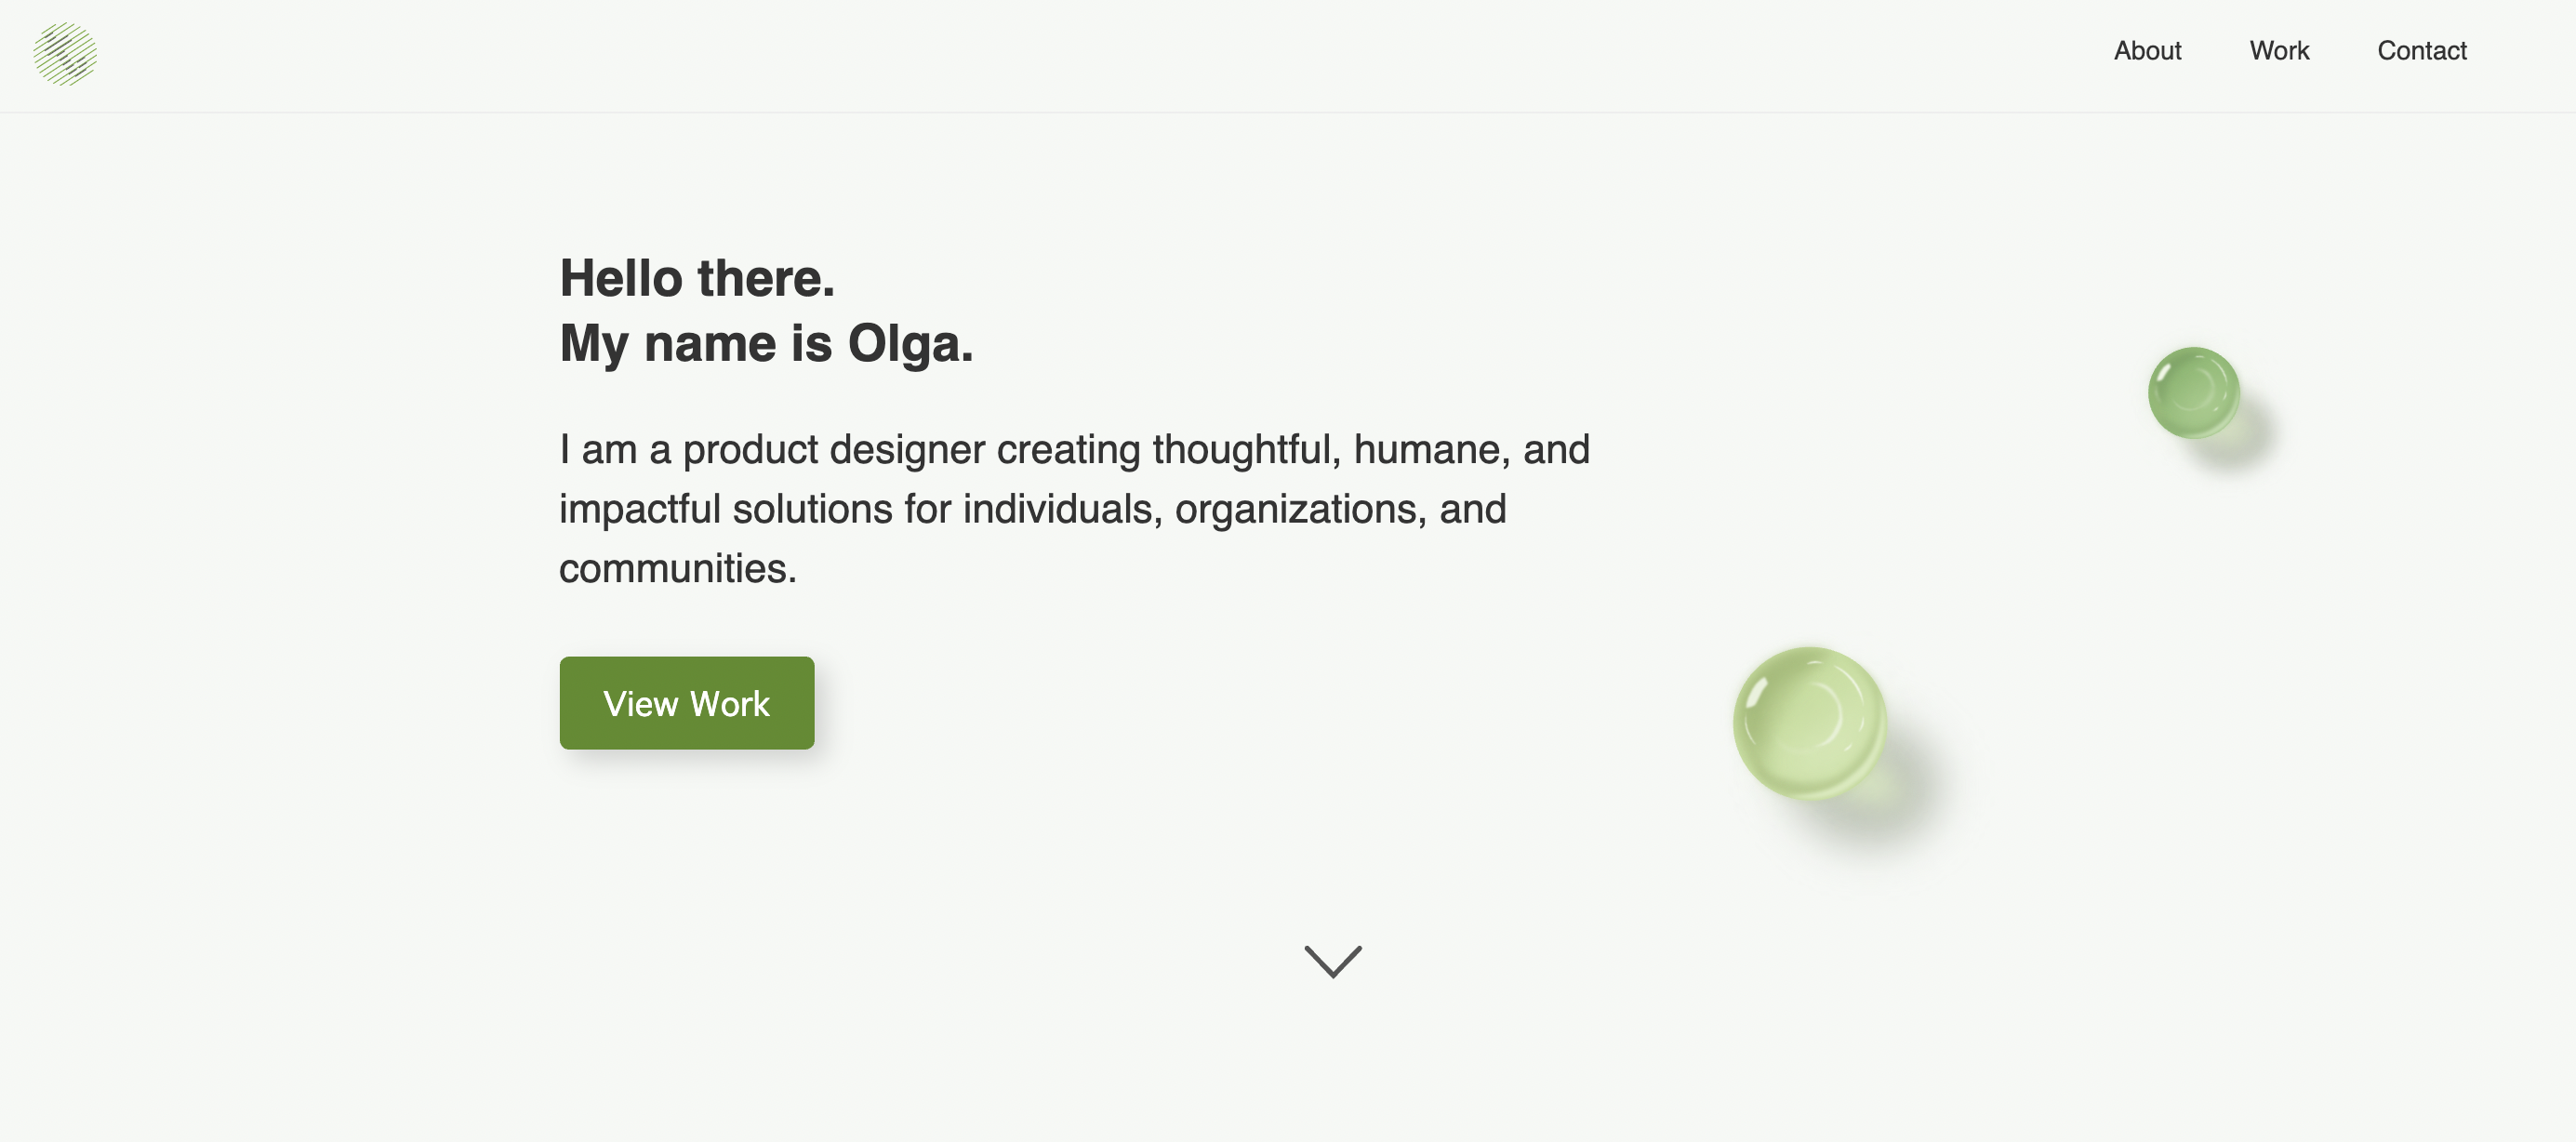 About Work Contact
Hello there.
My name is Olga.
I am a product designer creating thoughtful, humane, and
impactful solutions for individuals, organizations, and
communities.
View Work